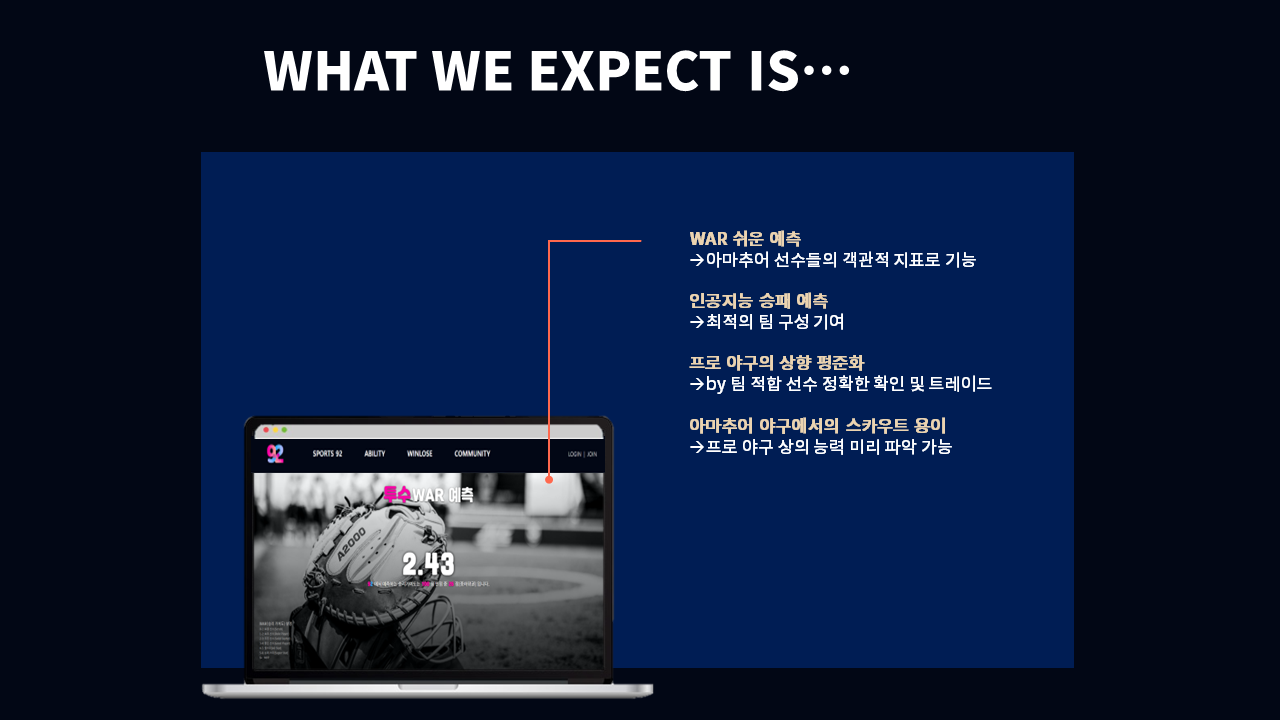 WHAT WE EXPECT IS…
WAR 쉬운 예측
→아마추어 선수들의 객관적 지표로 기능
인공지능 승패 예측
→최적의 팀 구성 기여
프로 야구의 상향 평준화
→by 팀 적합 선수 정확한 확인 및 트레이드
아마추어 야구에서의 스카우트 용이
→프로 야구 상의 능력 미리 파악 가능
92 SPORTS 92 ABILITY WINLOSE COMMUNITY LOGIN | JOIN
투수WAR 예측
A2000
2.43